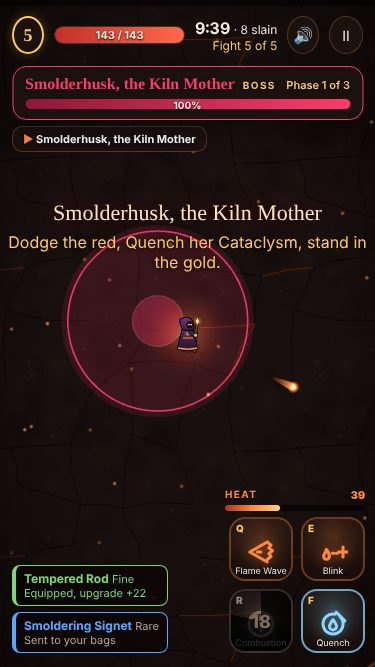 5
143 / 143
9:39 · 8 slain
Fight 5 of 5
Smolderhusk, the Kiln Mother BOSS Phase 1 of 3
100%
Smolderhusk, the Kiln Mother
Smolderhusk, the Kiln Mother
Dodge the red, Quench her Cataclysm, stand in
the gold.
HEAT 39
Q
Flame Wave
E
Blink
R
18
Combustion
F
Quench
Tempered Rod Fine
Equipped, upgrade +22
Smoldering Signet Rare
Sent to your bags